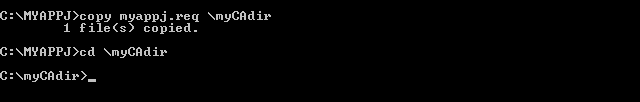 C:\MYAPPJ>copy myappj.req \myCAdir
        1 file(s) copied.
C:\MYAPPJ>cd \myCAdir
C:\myCAdir>_